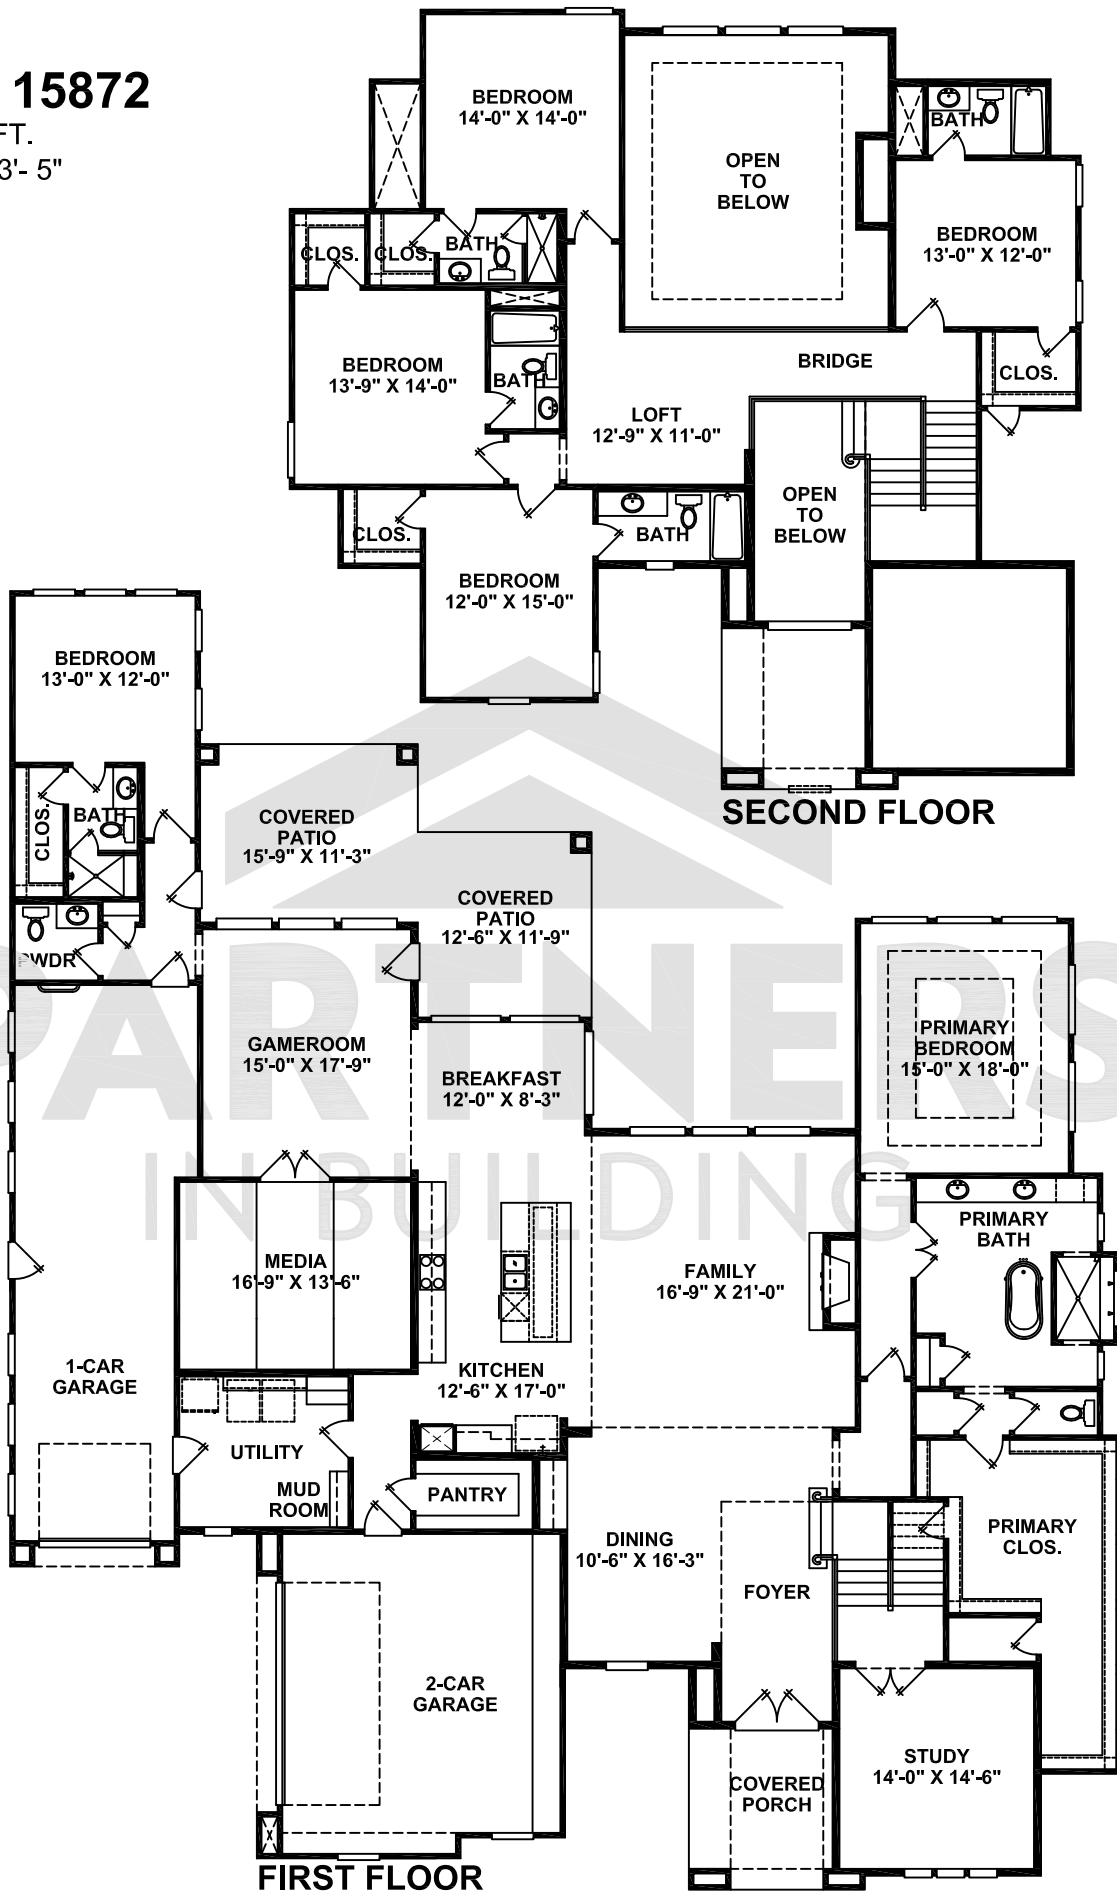 15872
FT.
3'- 5"
BEDROOM
14'-0" X 14'-0"
OPEN
TO
BELOW
BATH
BEDROOM
13'-0" X 12'-0"
CLOS.
CLOS.
BATH
BEDROOM
13'-9" X 14'-0"
BATH
BRIDGE
CLOS.
LOFT
12'-9" X 11'-0"
OPEN
TO
BELOW
CLOS.
BATH
BEDROOM
12'-0" X 15'-0"
SECOND FLOOR
BEDROOM
13'-0" X 12'-0"
CLOS.
BATH
COVERED
PATIO
15'-9" X 11'-3"
COVERED
PATIO
12'-6" X 11'-9"
PWDR
GAMEROOM
15'-0" X 17'-9"
BREAKFAST
12'-0" X 8'-3"
PRIMARY
BEDROOM
15'-0" X 18'-0"
PARTNERS
IN BUILDING
MEDIA
16'-9" X 13'-6"
FAMILY
16'-9" X 21'-0"
PRIMARY
BATH
1-CAR
GARAGE
KITCHEN
12'-6" X 17'-0"
UTILITY
MUD
ROOM
PANTRY
DINING
10'-6" X 16'-3"
FOYER
PRIMARY
CLOS.
2-CAR
GARAGE
COVERED
PORCH
STUDY
14'-0" X 14'-6"
FIRST FLOOR